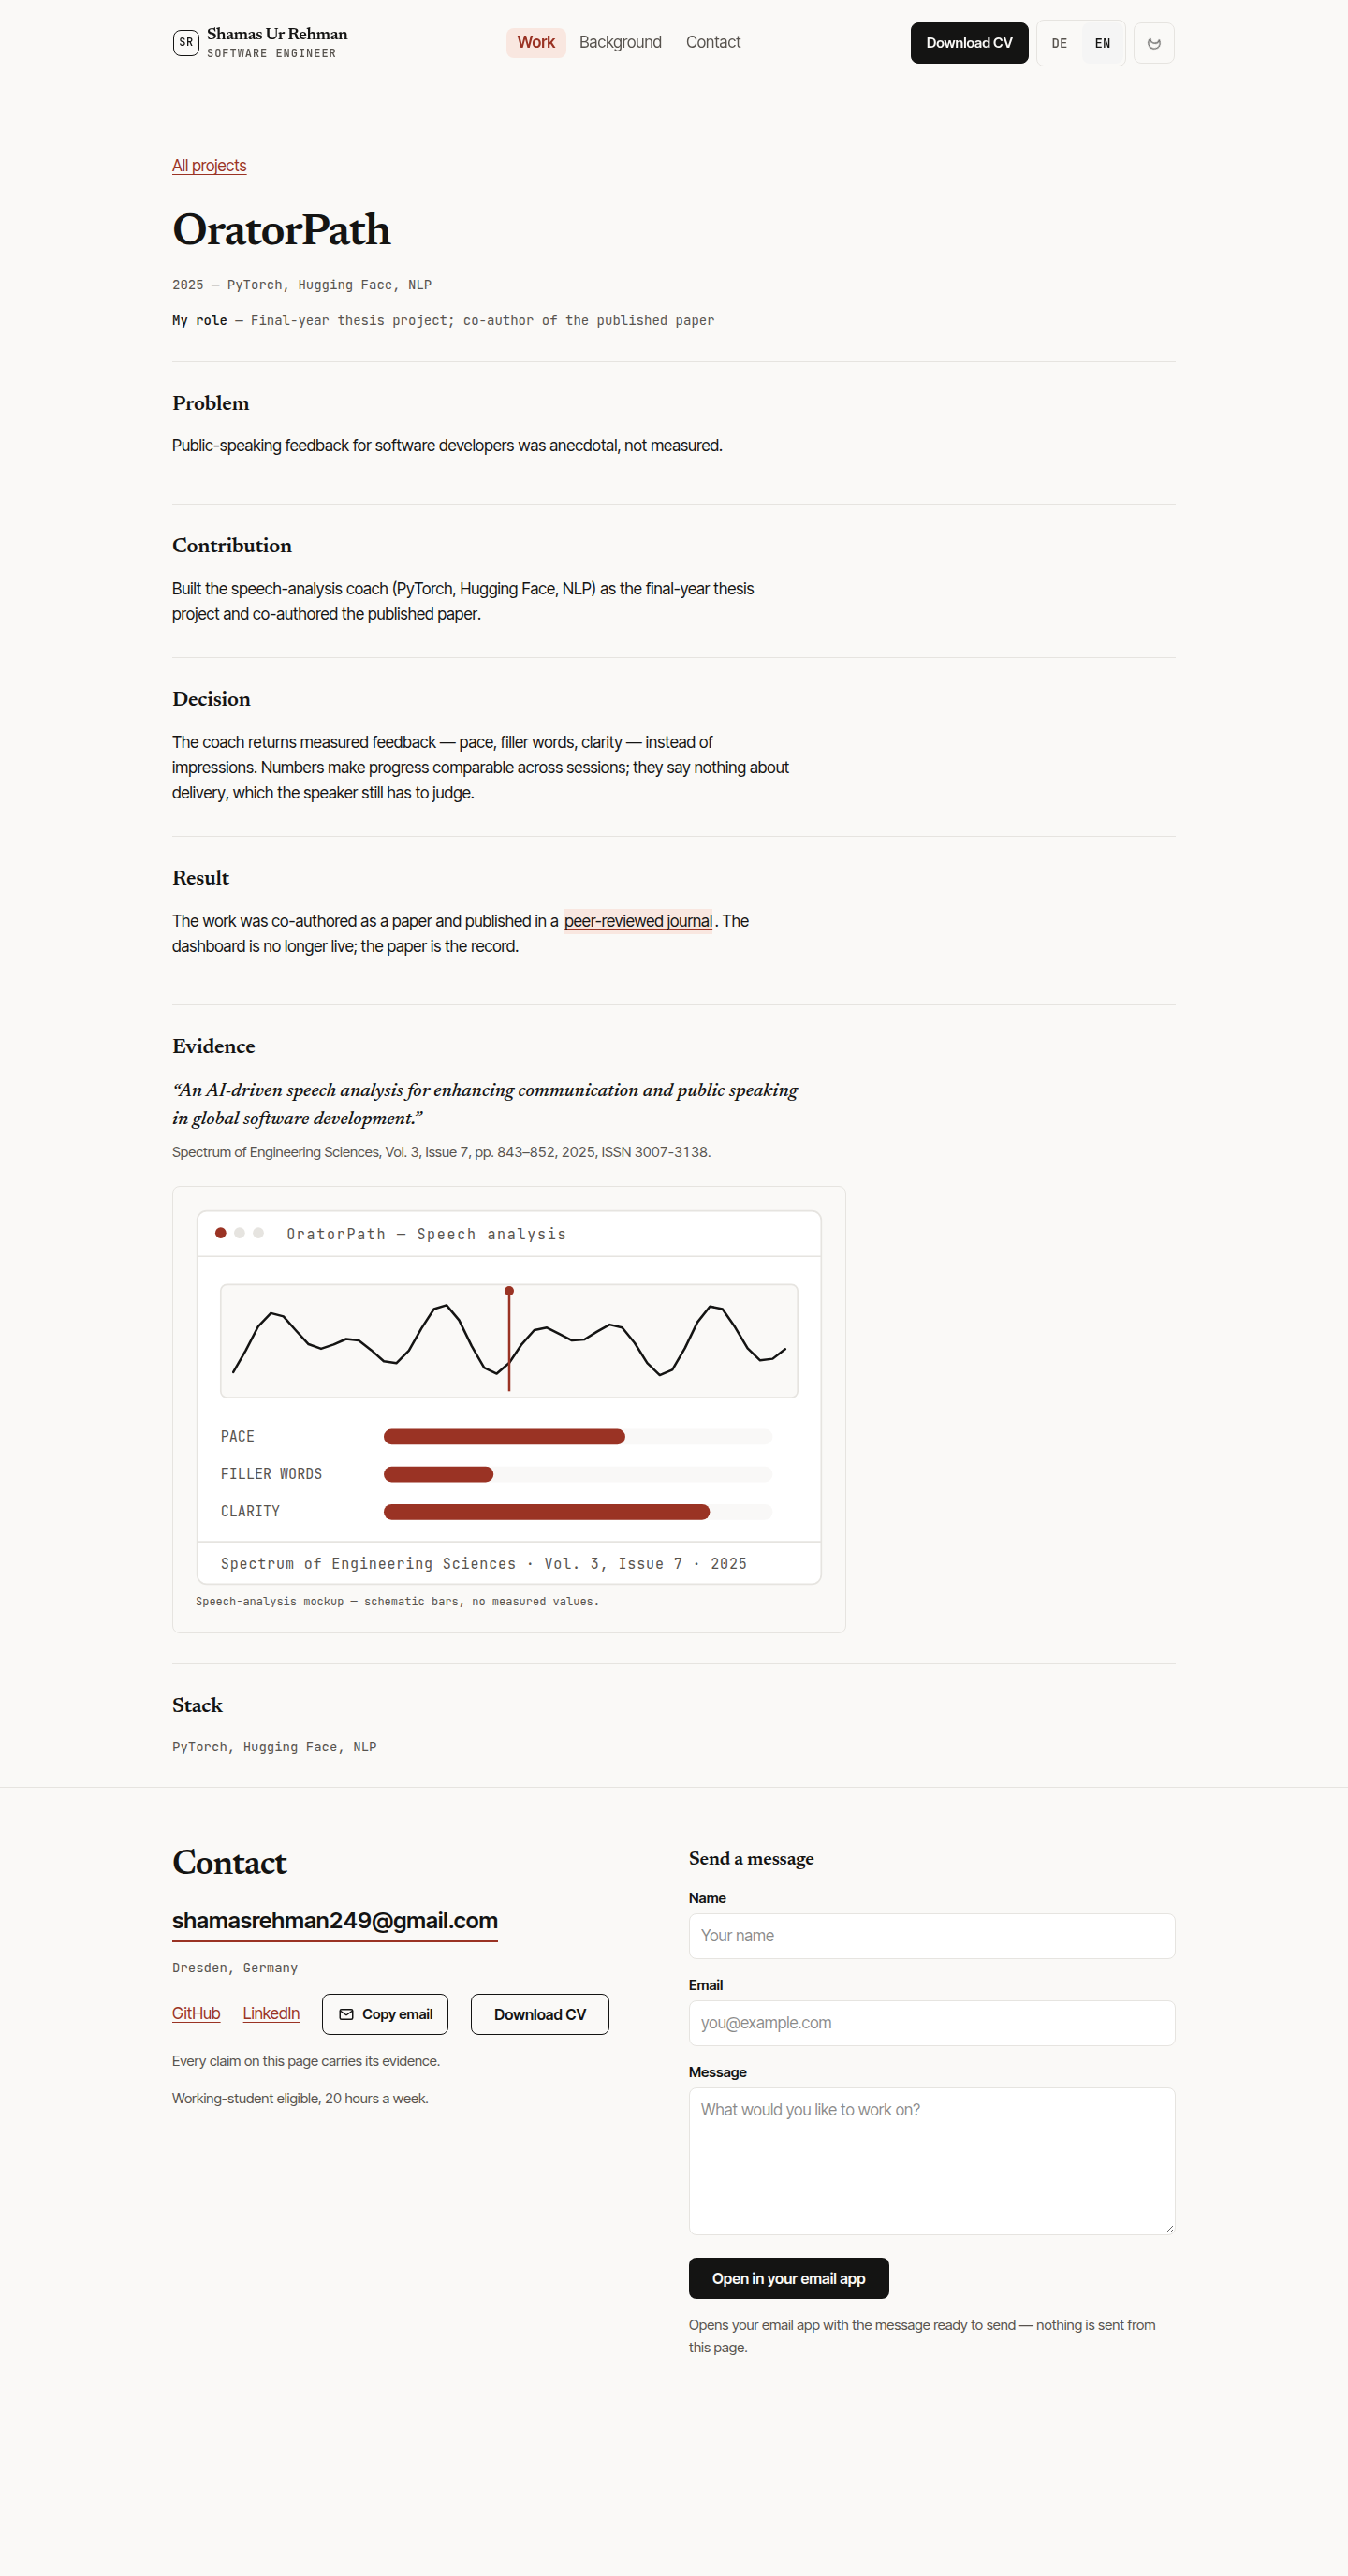 SR
Shamas Ur Rehman
SOFTWARE ENGINEER
Work
Background
Contact
Download CV
DE
EN
All projects
OratorPath
2025 — PyTorch, Hugging Face, NLP
My role — Final-year thesis project; co-author of the published paper
Problem
Public-speaking feedback for software developers was anecdotal, not measured.
Contribution
Built the speech-analysis coach (PyTorch, Hugging Face, NLP) as the final-year thesis
project and co-authored the published paper.
Decision
The coach returns measured feedback — pace, filler words, clarity — instead of
impressions. Numbers make progress comparable across sessions; they say nothing about
delivery, which the speaker still has to judge.
Result
The work was co-authored as a paper and published in a peer-reviewed journal. The
dashboard is no longer live; the paper is the record.
Evidence
“An AI-driven speech analysis for enhancing communication and public speaking
in global software development.”
Spectrum of Engineering Sciences, Vol. 3, Issue 7, pp. 843–852, 2025, ISSN 3007-3138.
OratorPath — Speech analysis
PACE
FILLER WORDS
CLARITY
Spectrum of Engineering Sciences · Vol. 3, Issue 7 · 2025
Speech-analysis mockup — schematic bars, no measured values.
Stack
PyTorch, Hugging Face, NLP
Contact
shamasrehman249@gmail.com
Dresden, Germany
GitHub
LinkedIn
Copy email
Download CV
Every claim on this page carries its evidence.
Working-student eligible, 20 hours a week.
Send a message
Name
Your name
Email
you@example.com
Message
What would you like to work on?
Open in your email app
Opens your email app with the message ready to send — nothing is sent from
this page.